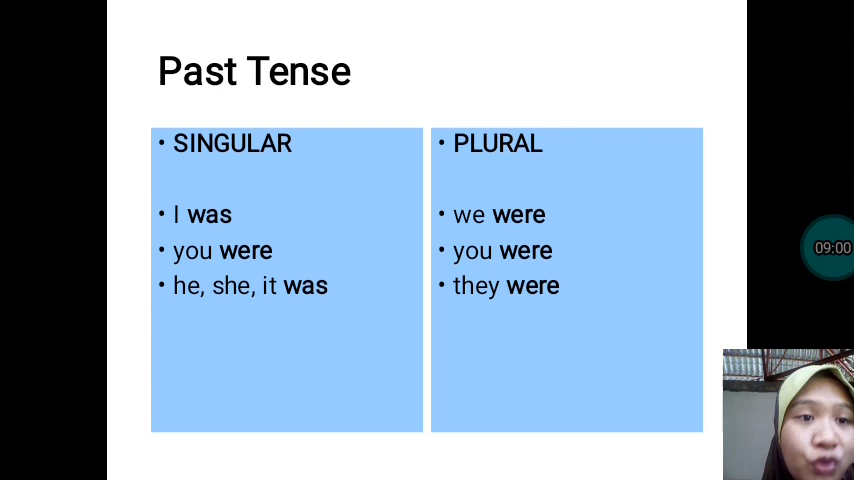 Past Tense
• SINGULAR
• I was
• you were
• he, she, it was
• PLURAL
• we were
• you were
• they were
09:00